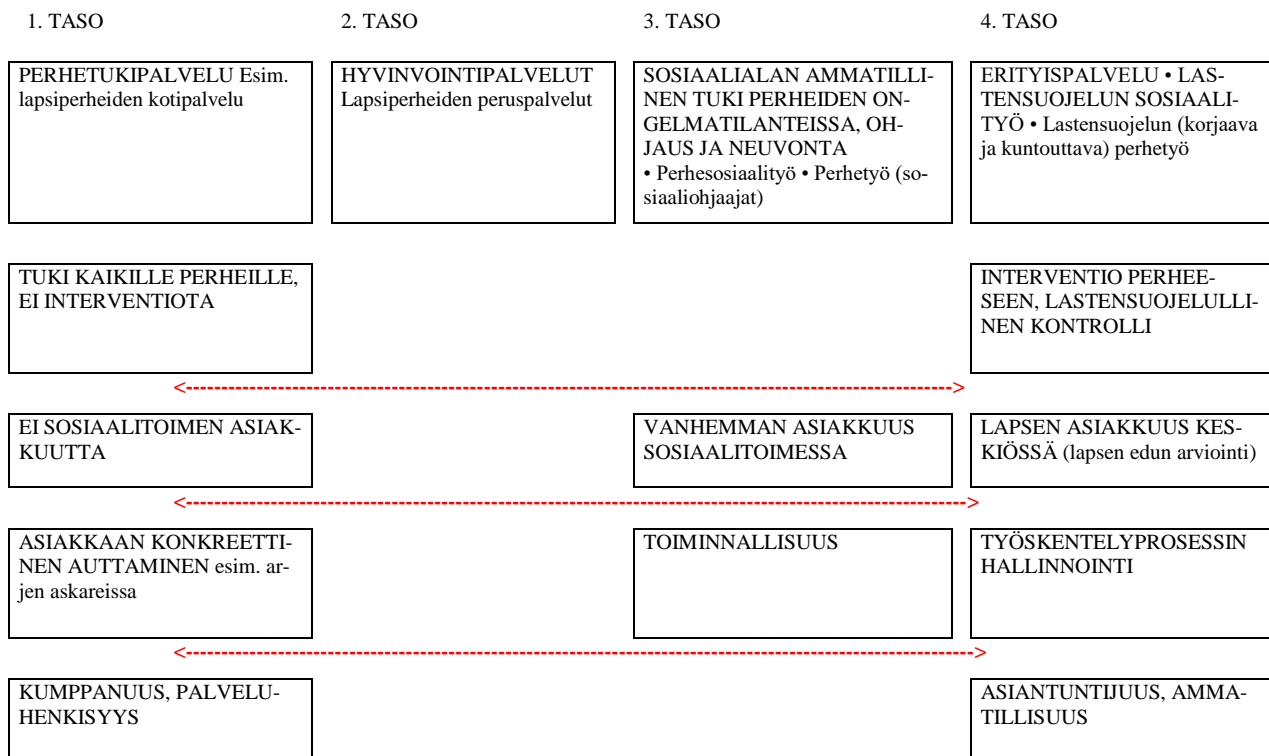 1. TASO
2. TASO
3. TASO
4. TASO
PERHETUKIPALVELU Esim.
lapsiperheiden kotipalvelu
HYVINVOINTIPALVELUT
Lapsiperheiden peruspalvelut
SOSIAALIALAN AMMATILLI-
NEN TUKI PERHEIDEN ON-
GELMATILANTEISSA, OH-
JAUS JA NEUVONTA
• Perhesosiaalityö • Perhetyö (so-
siaaliohjaajat)
ERITYISPALVELU • LAS-
TENSUOJELUN SOSIAALI-
TYÖ • Lastensuojelun (korjaava
ja kuntouttava) perhetyö
TUKI KAIKILLE PERHEILLE,
EI INTERVENTIOTA
INTERVENTIO PERHEE-
SEEN, LASTENSUOJELULLI-
NEN KONTROLLI
EI SOSIAALITOIMEN ASIAK-
KUUTTA
VANHEMMAN ASIAKKUUS
SOSIAALITOIMESSA
LAPSEN ASIAKKUUS KES-
KIÖSSÄ (lapsen edun arviointi)
ASIAKKAAN KONKREETTI-
NEN AUTTAMINEN esim. ar-
jen askareissa
TOIMINNALLISUUS
TYÖSKENTELYPROSESSIN
HALLINNOINTI
KUMPPANUUS, PALVELU-
HENKISYYS
ASIANTUNTIJUUS, AMMA-
TILLISUUS